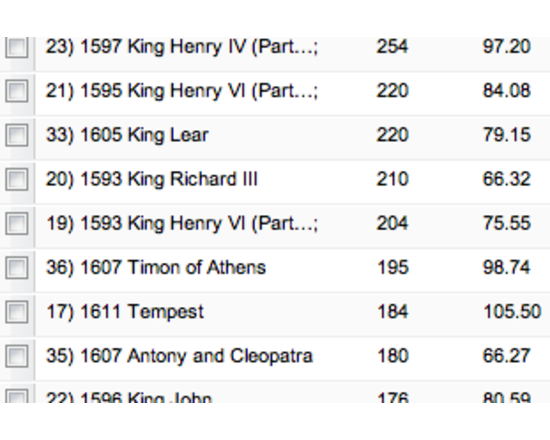 23) 1597 King Henry IV (Part...; 254 97.20
21) 1595 King Henry VI (Part...; 220 84.08
33) 1605 King Lear 220 79.15
20) 1593 King Richard III 210 66.32
19) 1593 King Henry VI (Part...; 204 75.55
36) 1607 Timon of Athens 195 98.74
17) 1611 Tempest 184 105.50
35) 1607 Antony and Cleopatra 180 66.27
22) 1596 King John 176 80.59